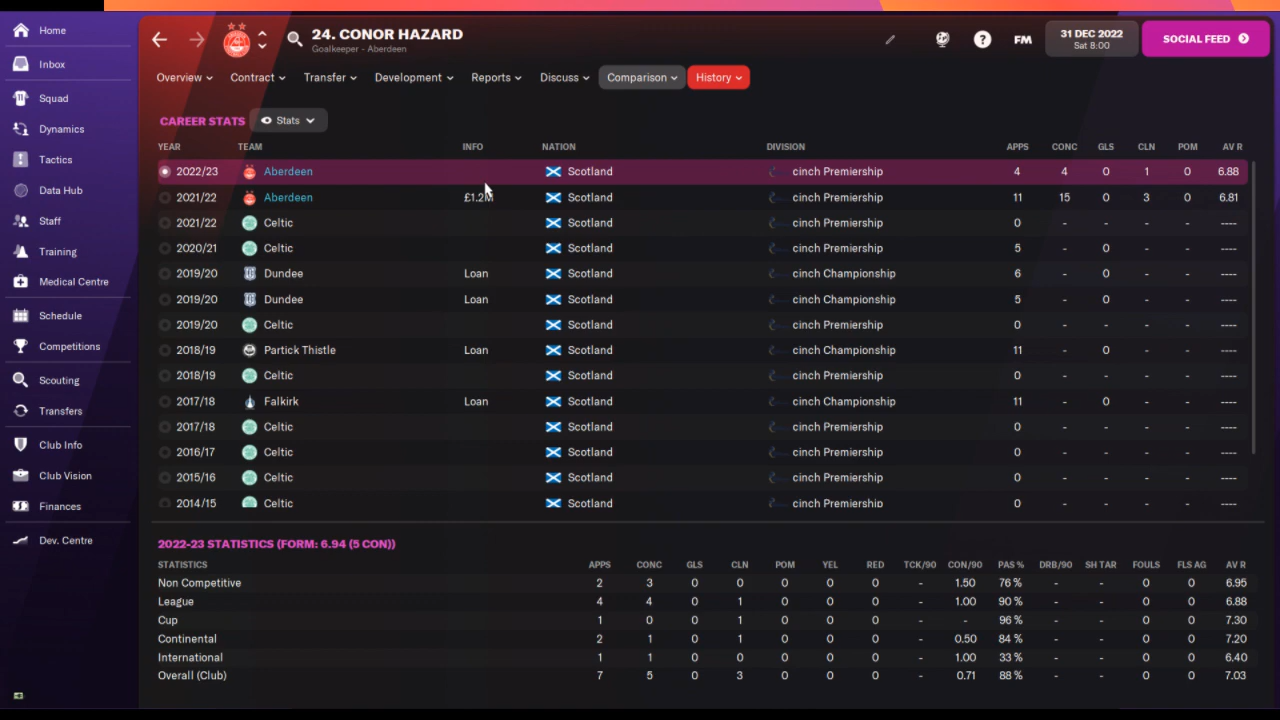 Home
Inbox
Squad
Dynamics
Tactics
Data Hub
Staff
Training
Medical Centre
Schedule
Competitions
Scouting
Transfers
Club Info
Club Vision
Finances
Dev. Centre
24. CONOR HAZARD
Goalkeeper - Aberdeen
? FM 31 DEC 2022 SOCIAL FEED
Sat 8:00
Overview Contract Transfer Development Reports Discuss Comparison History
CAREER STATS Stats
YEAR TEAM INFO NATION DIVISION APPS CONC GLS CLN POM AV R
2022/23 Aberdeen Scotland cinch Premiership 4 4 0 1 0 6.88
2021/22 Aberdeen £1.2M Scotland cinch Premiership 11 15 0 3 0 6.81
2021/22 Celtic Scotland cinch Premiership 0 - - - - ----
2020/21 Celtic Scotland cinch Premiership 5 - 0 - - ----
2019/20 Dundee Loan Scotland cinch Championship 6 - 0 - - ----
2019/20 Dundee Loan Scotland cinch Championship 5 - 0 - - ----
2019/20 Celtic Scotland cinch Premiership 0 - - - - ----
2018/19 Partick Thistle Loan Scotland cinch Championship 11 - 0 - - ----
2018/19 Celtic Scotland cinch Premiership 0 - - - - ----
2017/18 Falkirk Loan Scotland cinch Championship 11 - 0 - - ----
2017/18 Celtic Scotland cinch Premiership 0 - - - - ----
2016/17 Celtic Scotland cinch Premiership 0 - - - - ----
2015/16 Celtic Scotland cinch Premiership 0 - - - - ----
2014/15 Celtic Scotland cinch Premiership 0 - - - - ----
2022-23 STATISTICS (FORM: 6.94 (5 CON))
STATISTICS APPS CONC GLS CLN POM YEL RED TCK/90 CON/90 PAS % DRB/90 SH TAR FOULS FLS AG AV R
Non Competitive 2 3 0 0 0 0 0 - 1.50 76 % - - 0 0 6.95
League 4 4 0 1 0 0 0 - 1.00 90 % - - 0 0 6.88
Cup 1 0 0 1 0 0 0 - - 96 % - - 0 0 7.30
Continental 2 1 0 1 0 0 0 - 0.50 84 % - - 0 0 7.20
International 1 1 0 0 0 0 0 - 1.00 33 % - - 0 0 6.40
Overall (Club) 7 5 0 3 0 0 0 - 0.71 88 % - - 0 0 7.03